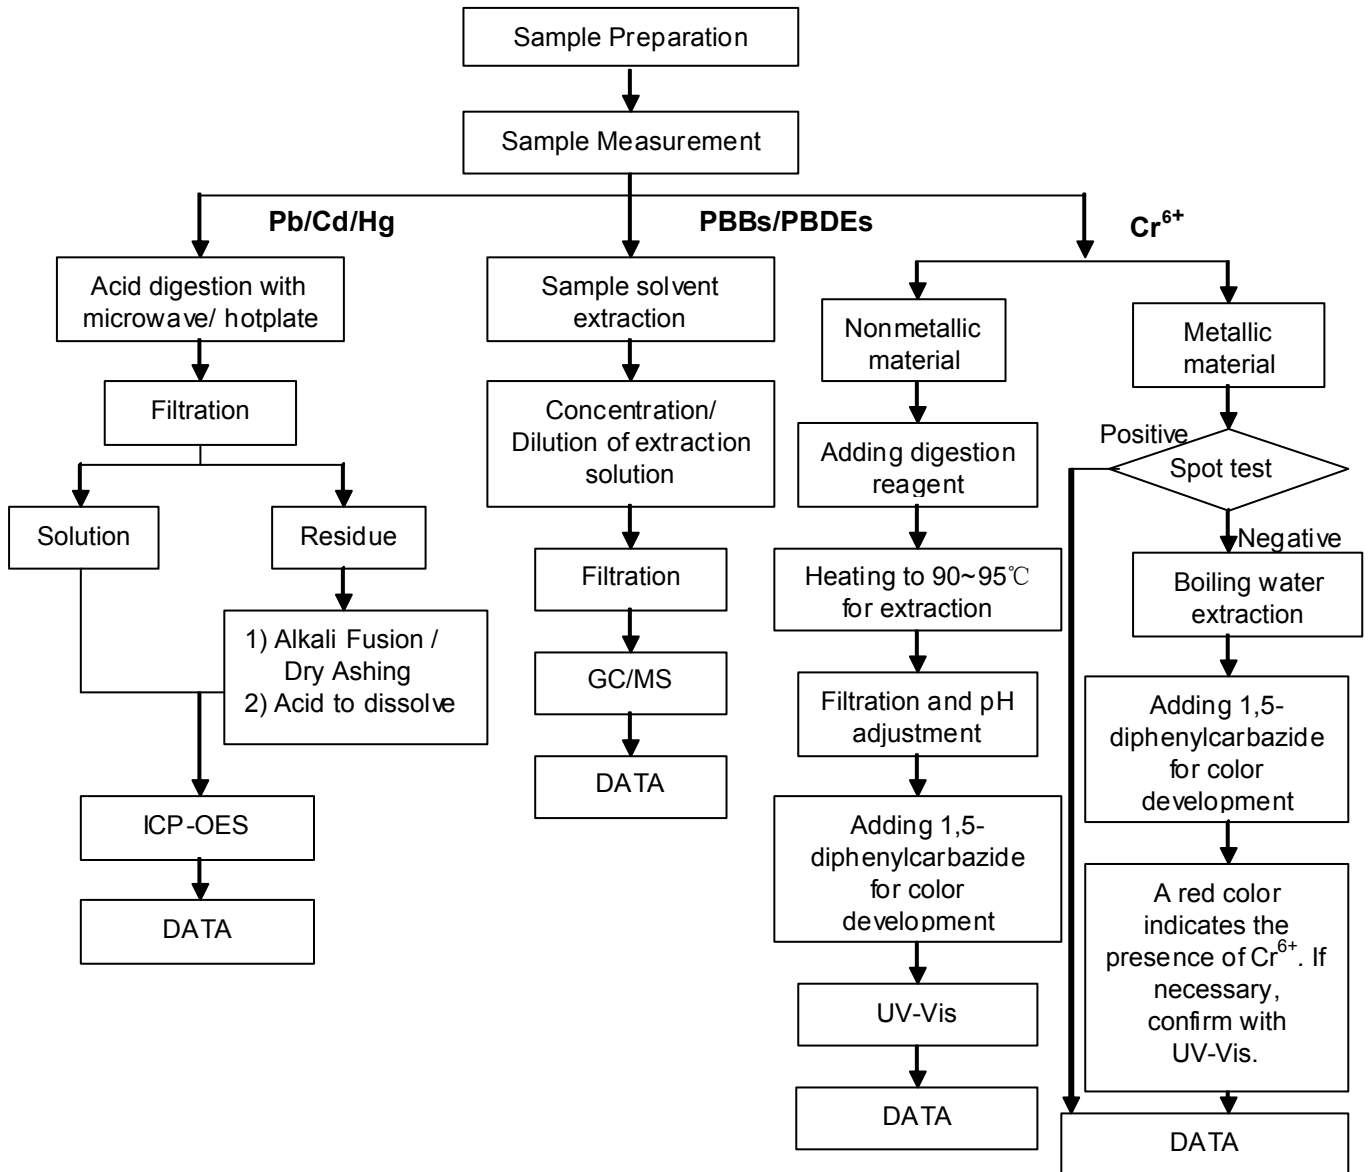 Sample Preparation
Sample Measurement
Pb/Cd/Hg
PBBs/PBDEs
Cr⁶⁺
Acid digestion with
microwave/ hotplate
Filtration
Solution
Residue
1) Alkali Fusion /
Dry Ashing
2) Acid to dissolve
ICP-OES
DATA
Sample solvent
extraction
Concentration/
Dilution of extraction
solution
Filtration
GC/MS
DATA
Nonmetallic
material
Adding digestion
reagent
Heating to 90~95℃
for extraction
Filtration and pH
adjustment
Adding 1,5-
diphenylcarbazide
for color
development
UV-Vis
DATA
Metallic
material
Positive
Spot test
Negative
Boiling water
extraction
Adding 1,5-
diphenylcarbazide
for color
development
A red color
indicates the
presence of Cr⁶⁺. If
necessary,
confirm with
UV-Vis.
DATA